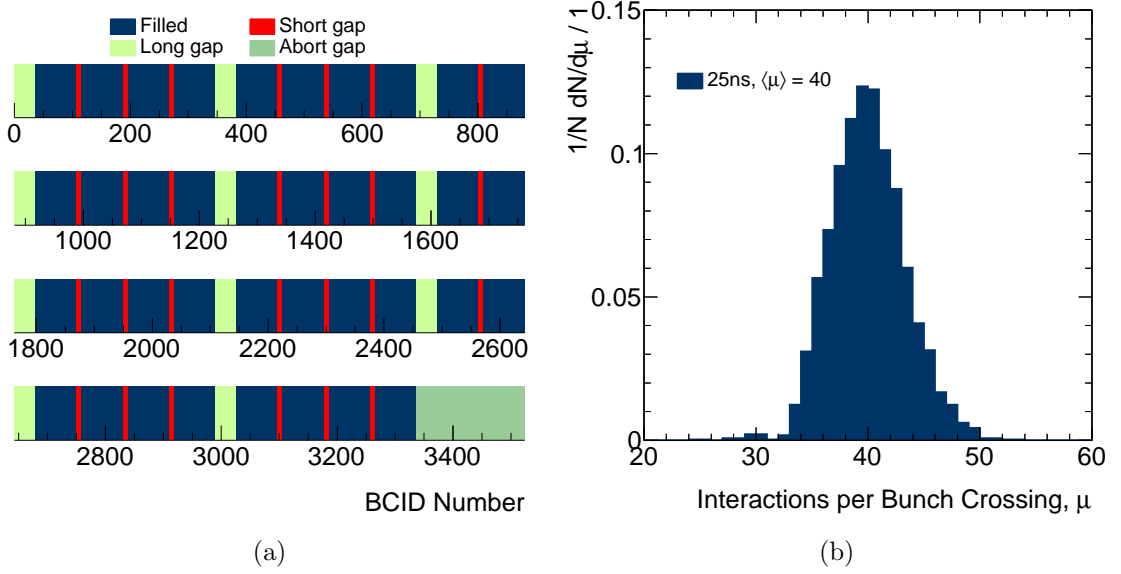 Filled Short gap
Long gap Abort gap
0 200 400 600 800
1000 1200 1400 1600
1800 2000 2200 2400 2600
2800 3000 3200 3400
BCID Number
(a)
1/N dN/dμ / 1
0.15
0.1
0.05
0
25ns, ⟨μ⟩ = 40
20 30 40 50 60
Interactions per Bunch Crossing, μ
(b)